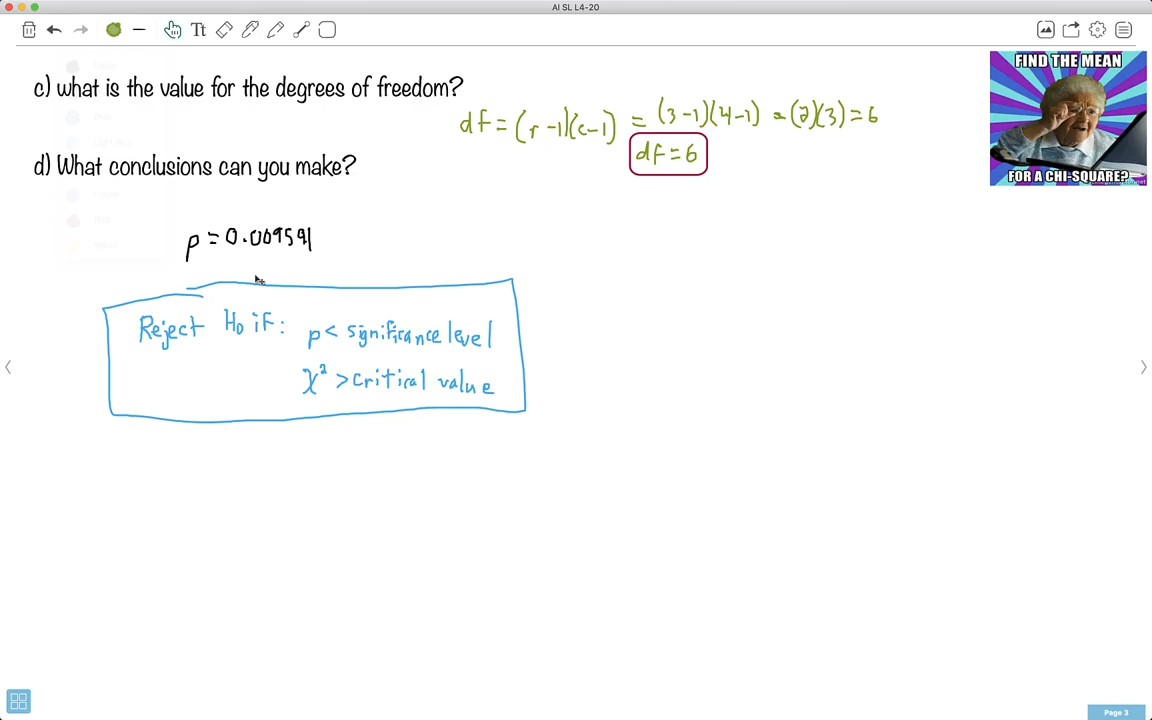 AI SL L4-20
Tt
c) what is the value for the degrees of freedom?
df = (r-1)(c-1) = (3-1)(4-1) = (2)(3) = 6
df = 6
d) What conclusions can you make?
FIND THE MEAN
FOR A CHI-SQUARE?
p = 0.009591
Reject H₀ if: p < significance level
χ² > critical value
Page 3